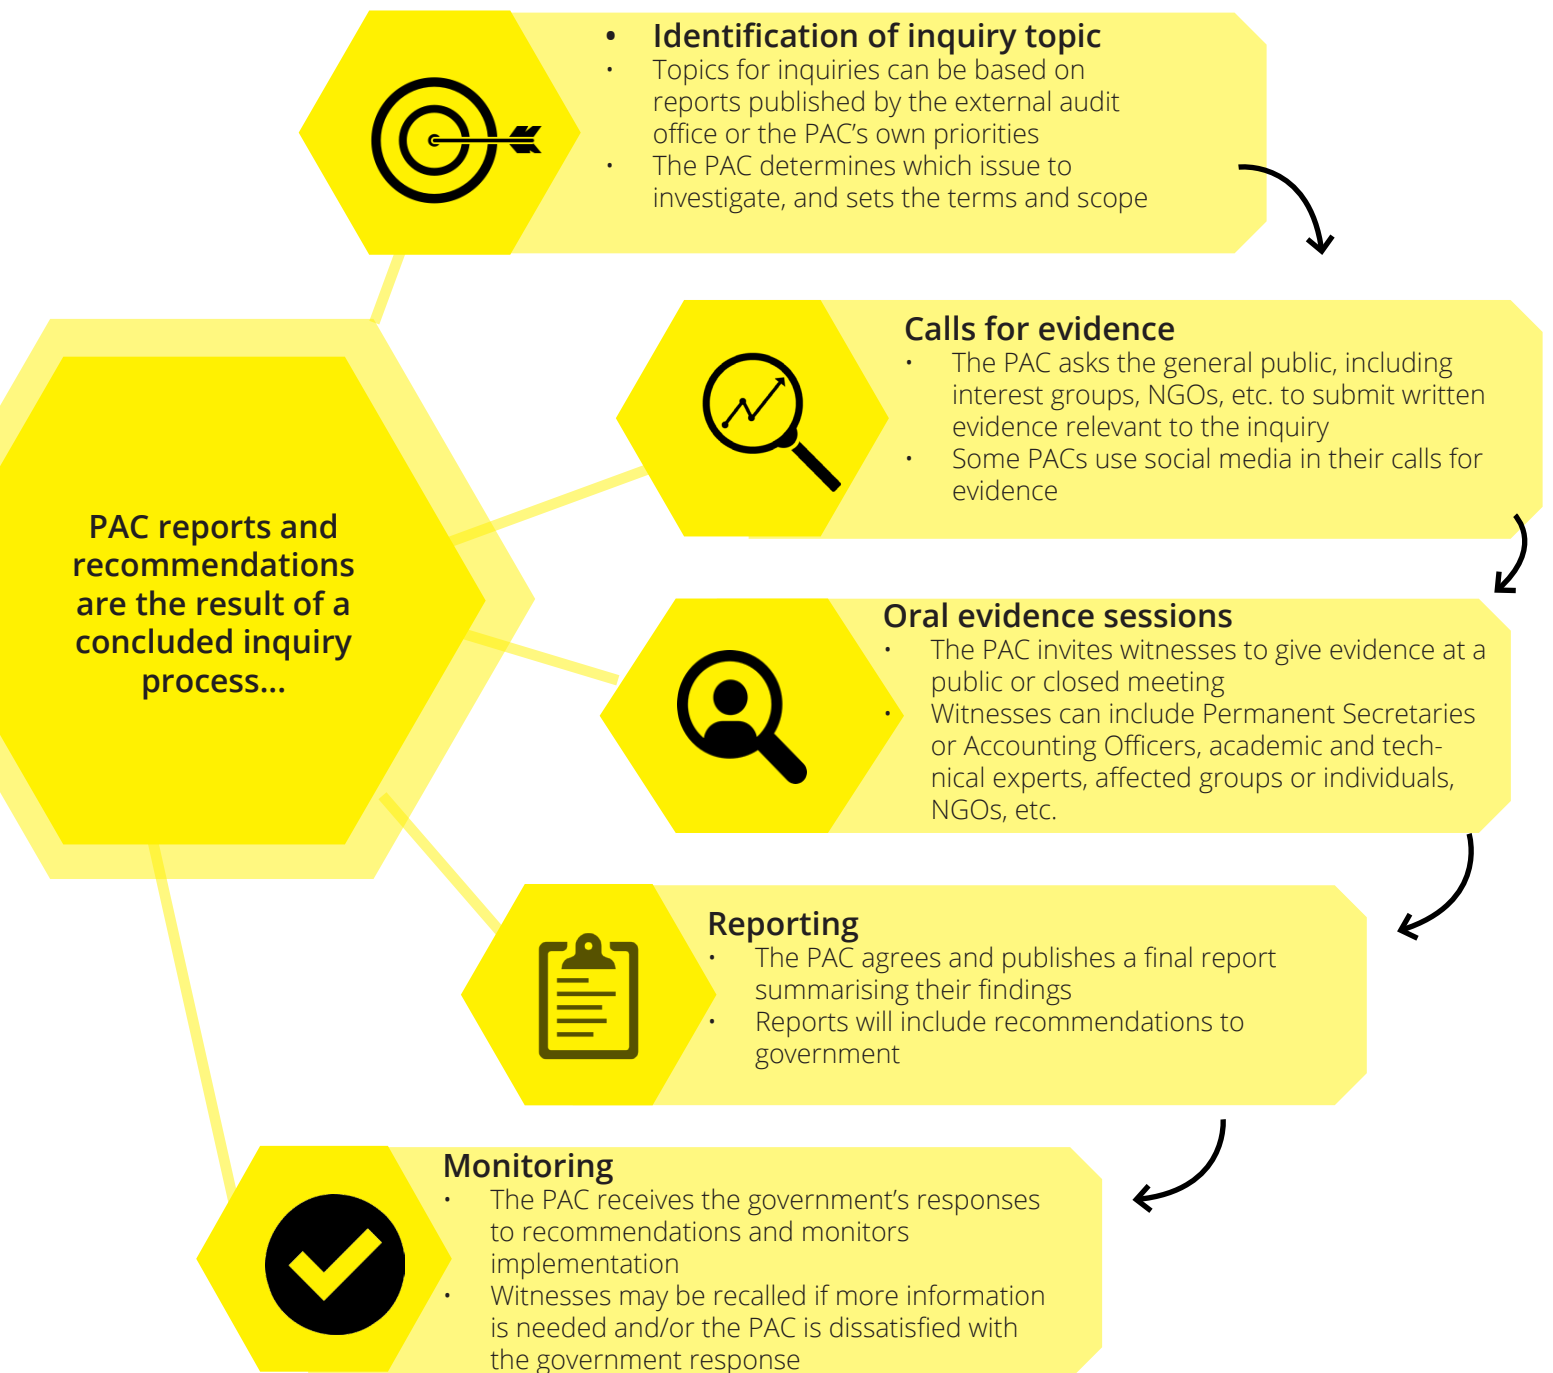 • Identification of inquiry topic
• Topics for inquiries can be based on
reports published by the external audit
office or the PAC’s own priorities
• The PAC determines which issue to
investigate, and sets the terms and scope
Calls for evidence
• The PAC asks the general public, including
interest groups, NGOs, etc. to submit written
evidence relevant to the inquiry
• Some PACs use social media in their calls for
evidence
PAC reports and
recommendations
are the result of a
concluded inquiry
process...
Oral evidence sessions
• The PAC invites witnesses to give evidence at a
public or closed meeting
• Witnesses can include Permanent Secretaries
or Accounting Officers, academic and tech-
nical experts, affected groups or individuals,
NGOs, etc.
Reporting
• The PAC agrees and publishes a final report
summarising their findings
• Reports will include recommendations to
government
Monitoring
• The PAC receives the government’s responses
to recommendations and monitors
implementation
• Witnesses may be recalled if more information
is needed and/or the PAC is dissatisfied with
the government response